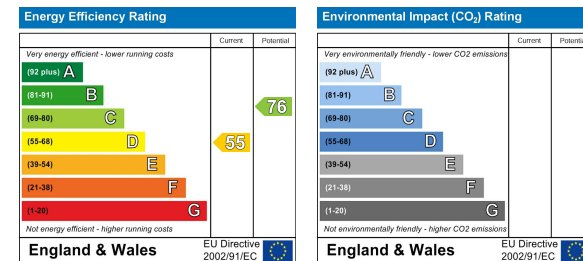 Energy Efficiency Rating
Current Potential
Very energy efficient - lower running costs
(92 plus) A
(81-91) B
(69-80) C
(55-68) D
(39-54) E
(21-38) F
(1-20) G
76
55
Not energy efficient - higher running costs
England & Wales
EU Directive
2002/91/EC
Environmental Impact (CO₂) Rating
Current Potential
Very environmentally friendly - lower CO2 emissions
(92 plus) A
(81-91) B
(69-80) C
(55-68) D
(39-54) E
(21-38) F
(1-20) G
Not environmentally friendly - higher CO2 emissions
England & Wales
EU Directive
2002/91/EC